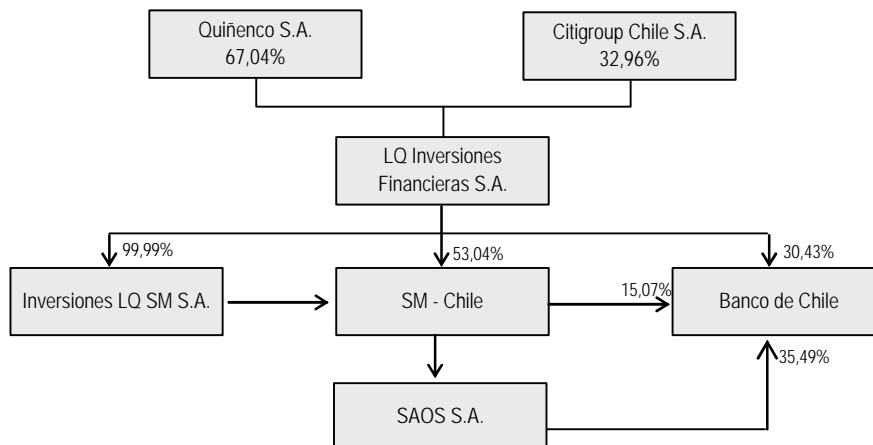 Quiñenco S.A.
67,04%
Citigroup Chile S.A.
32,96%
LQ Inversiones
Financieras S.A.
99,99%
53,04%
30,43%
Inversiones LQ SM S.A.
SM - Chile
15,07%
Banco de Chile
35,49%
SAOS S.A.